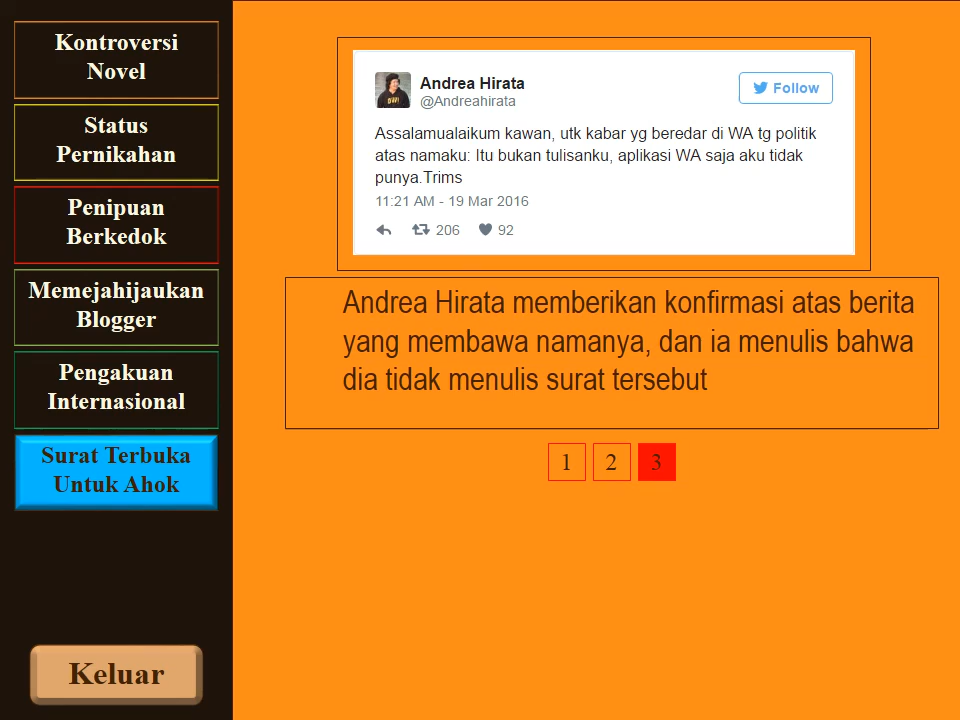 Kontroversi
Novel
Status
Pernikahan
Penipuan
Berkedok
Memejahijaukan
Blogger
Pengakuan
Internasional
Surat Terbuka
Untuk Ahok
Keluar
Andrea Hirata
@Andreahirata
Follow
Assalamualaikum kawan, utk kabar yg beredar di WA tg politik
atas namaku: Itu bukan tulisanku, aplikasi WA saja aku tidak
punya.Trims
11:21 AM - 19 Mar 2016
206 92
Andrea Hirata memberikan konfirmasi atas berita
yang membawa namanya, dan ia menulis bahwa
dia tidak menulis surat tersebut
1 2 3